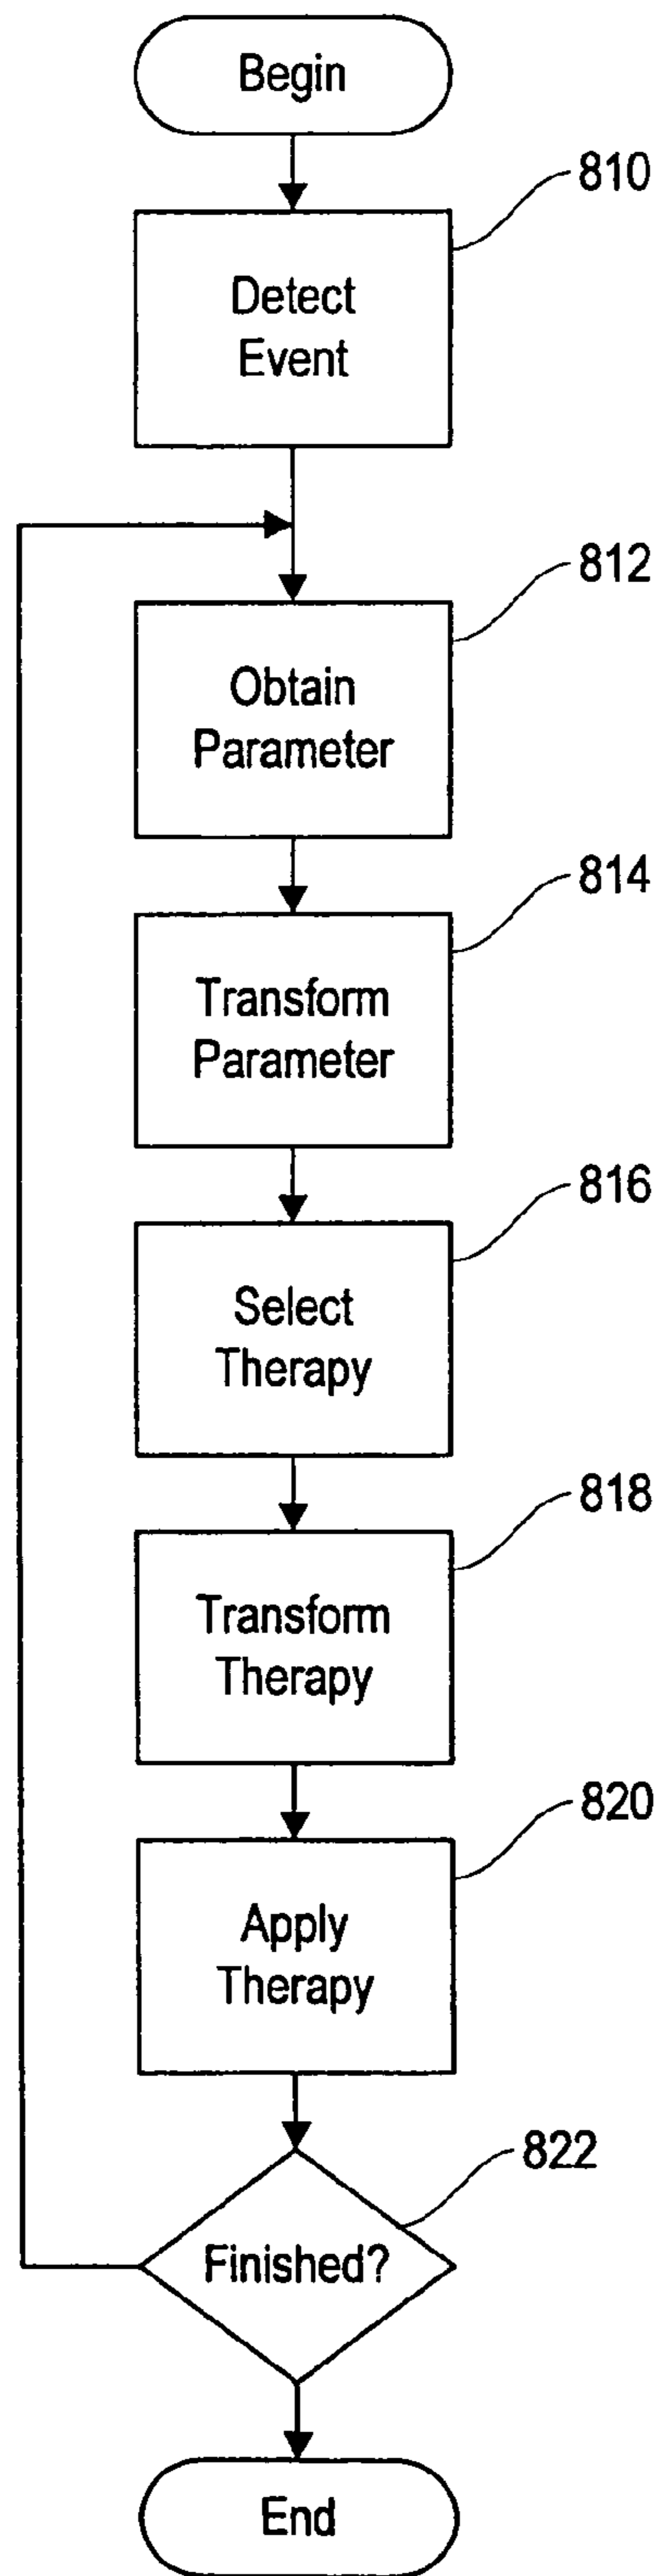 Begin
810
Detect
Event
812
Obtain
Parameter
814
Transform
Parameter
816
Select
Therapy
818
Transform
Therapy
820
Apply
Therapy
822
Finished?
End